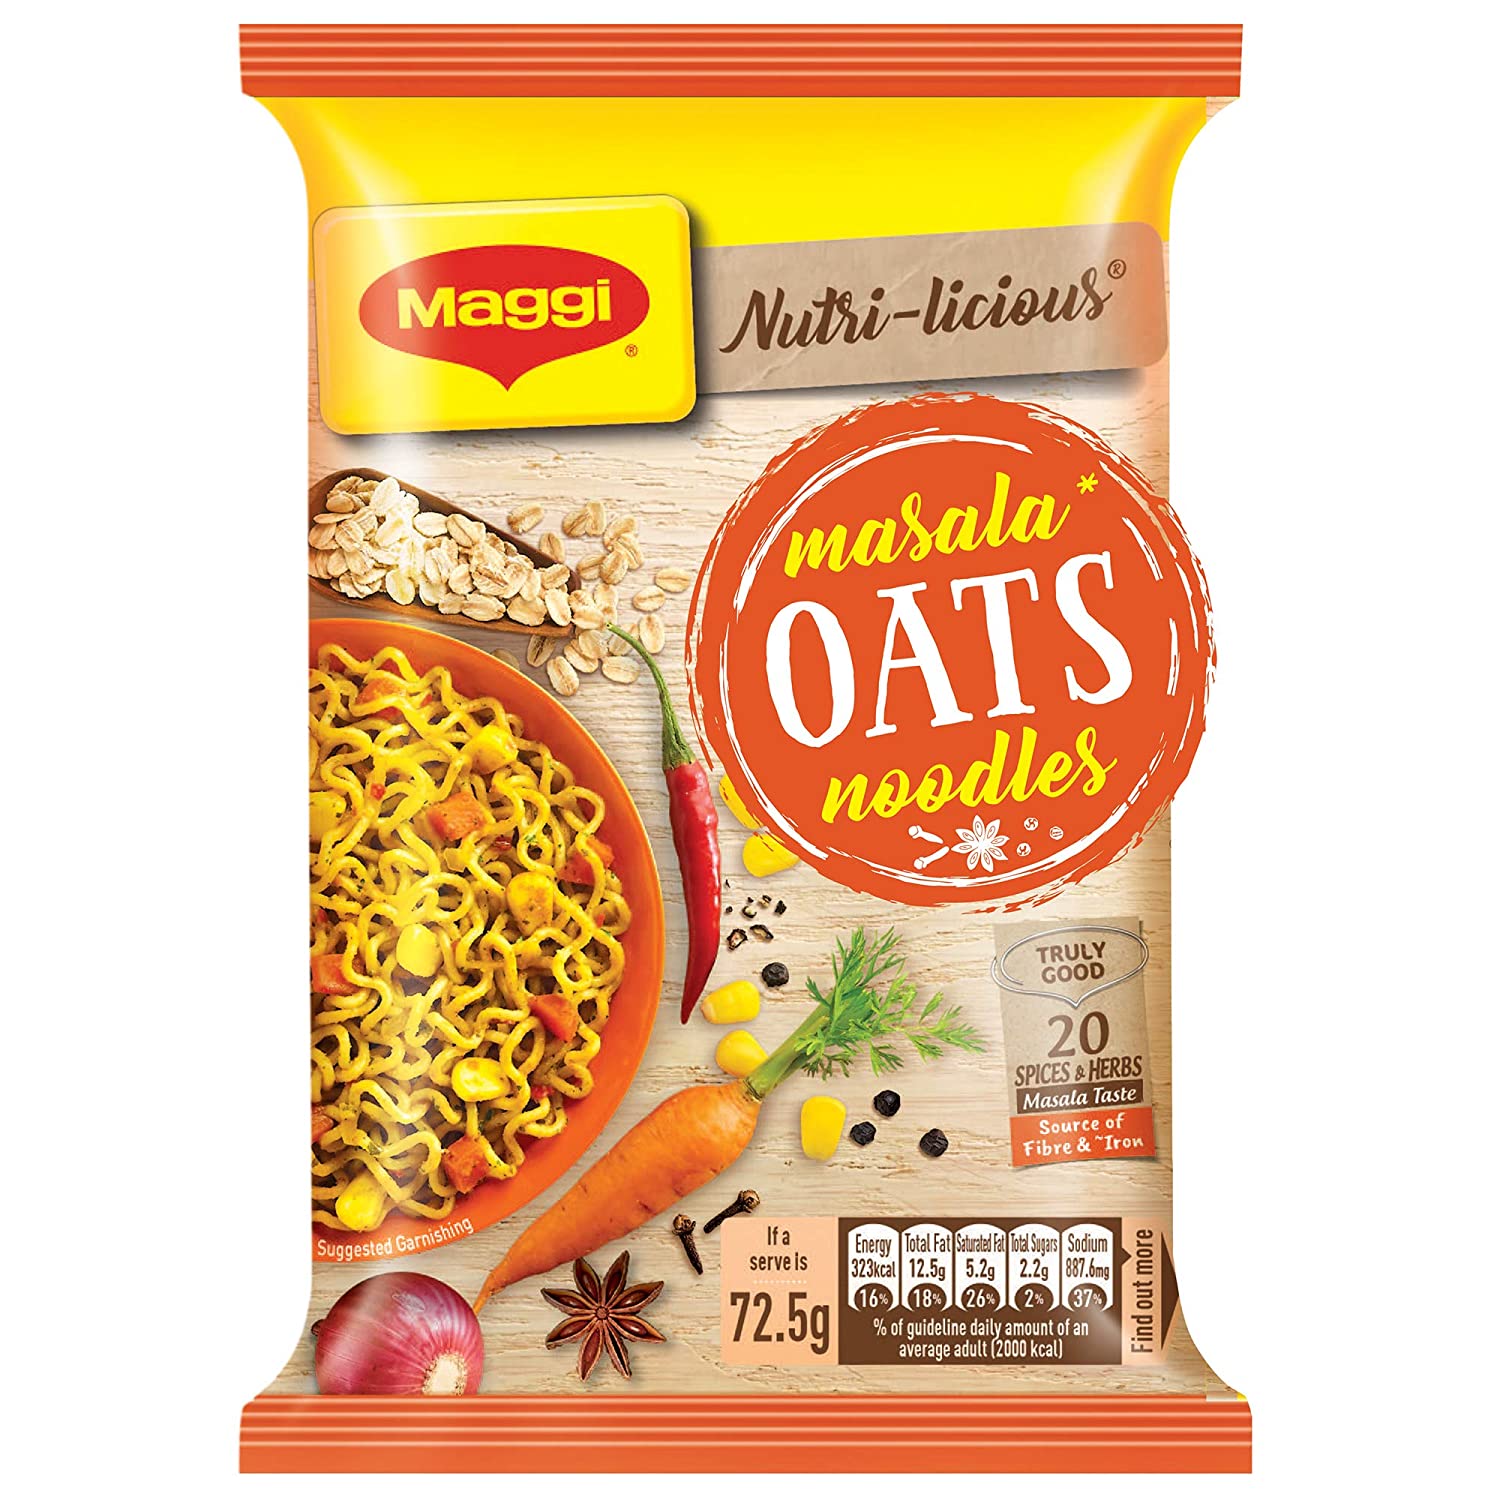 Maggi®
Nutri-licious®
masala*
OATS
noodles
TRULY
GOOD
20
SPICES & HERBS
Masala Taste
Source of
Fibre & ~Iron
Suggested Garnishing
If a
serve is
72.5g
Energy
323kcal
16%
Total Fat
12.5g
18%
Saturated Fat
5.2g
26%
Total Sugars
2.2g
2%
Sodium
887.6mg
37%
% of guideline daily amount of an
average adult (2000 kcal)
Find out more